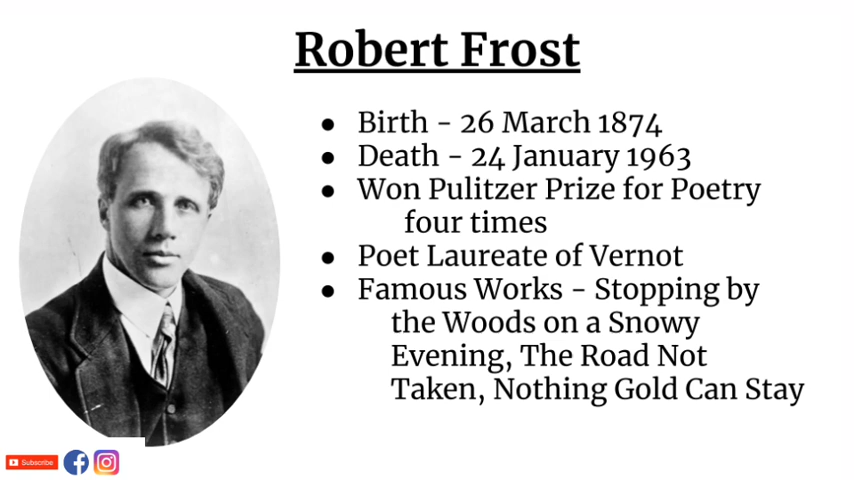 Robert Frost
● Birth - 26 March 1874
● Death - 24 January 1963
● Won Pulitzer Prize for Poetry
four times
● Poet Laureate of Vernot
● Famous Works - Stopping by
the Woods on a Snowy
Evening, The Road Not
Taken, Nothing Gold Can Stay
Subscribe